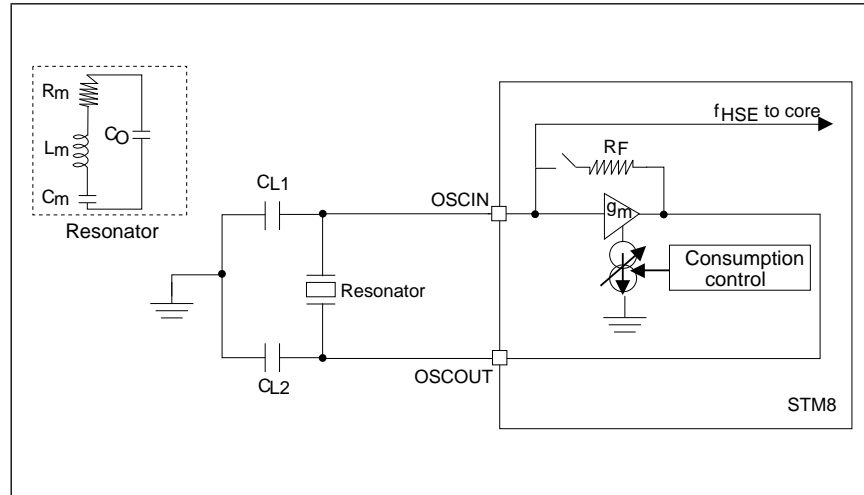 Rm
CO
Lm
Cm
Resonator
fHSE to core
RF
CL1
OSCIN
gm
Resonator
Consumption
control
CL2
OSCOUT
STM8